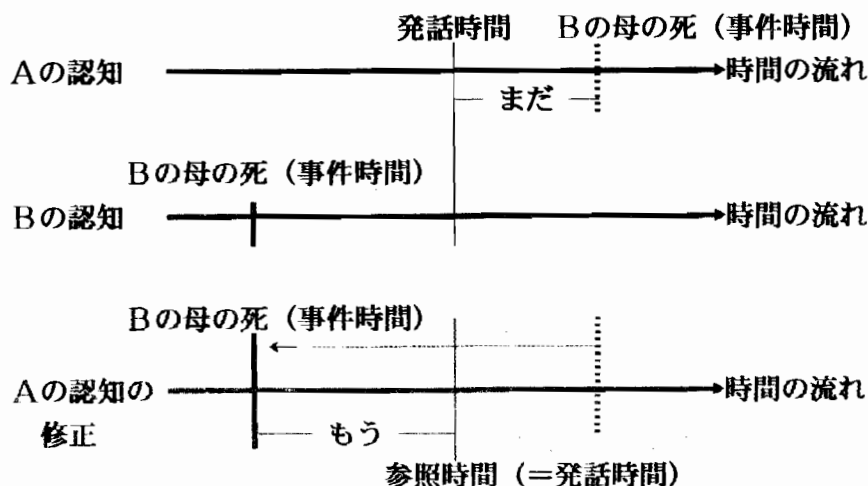 発話時間 Bの母の死（事件時間）
Aの認知 時間の流れ
まだ
Bの母の死（事件時間）
Bの認知 時間の流れ
Bの母の死（事件時間）
Aの認知の 時間の流れ
修正 もう
参照時間（＝発話時間）